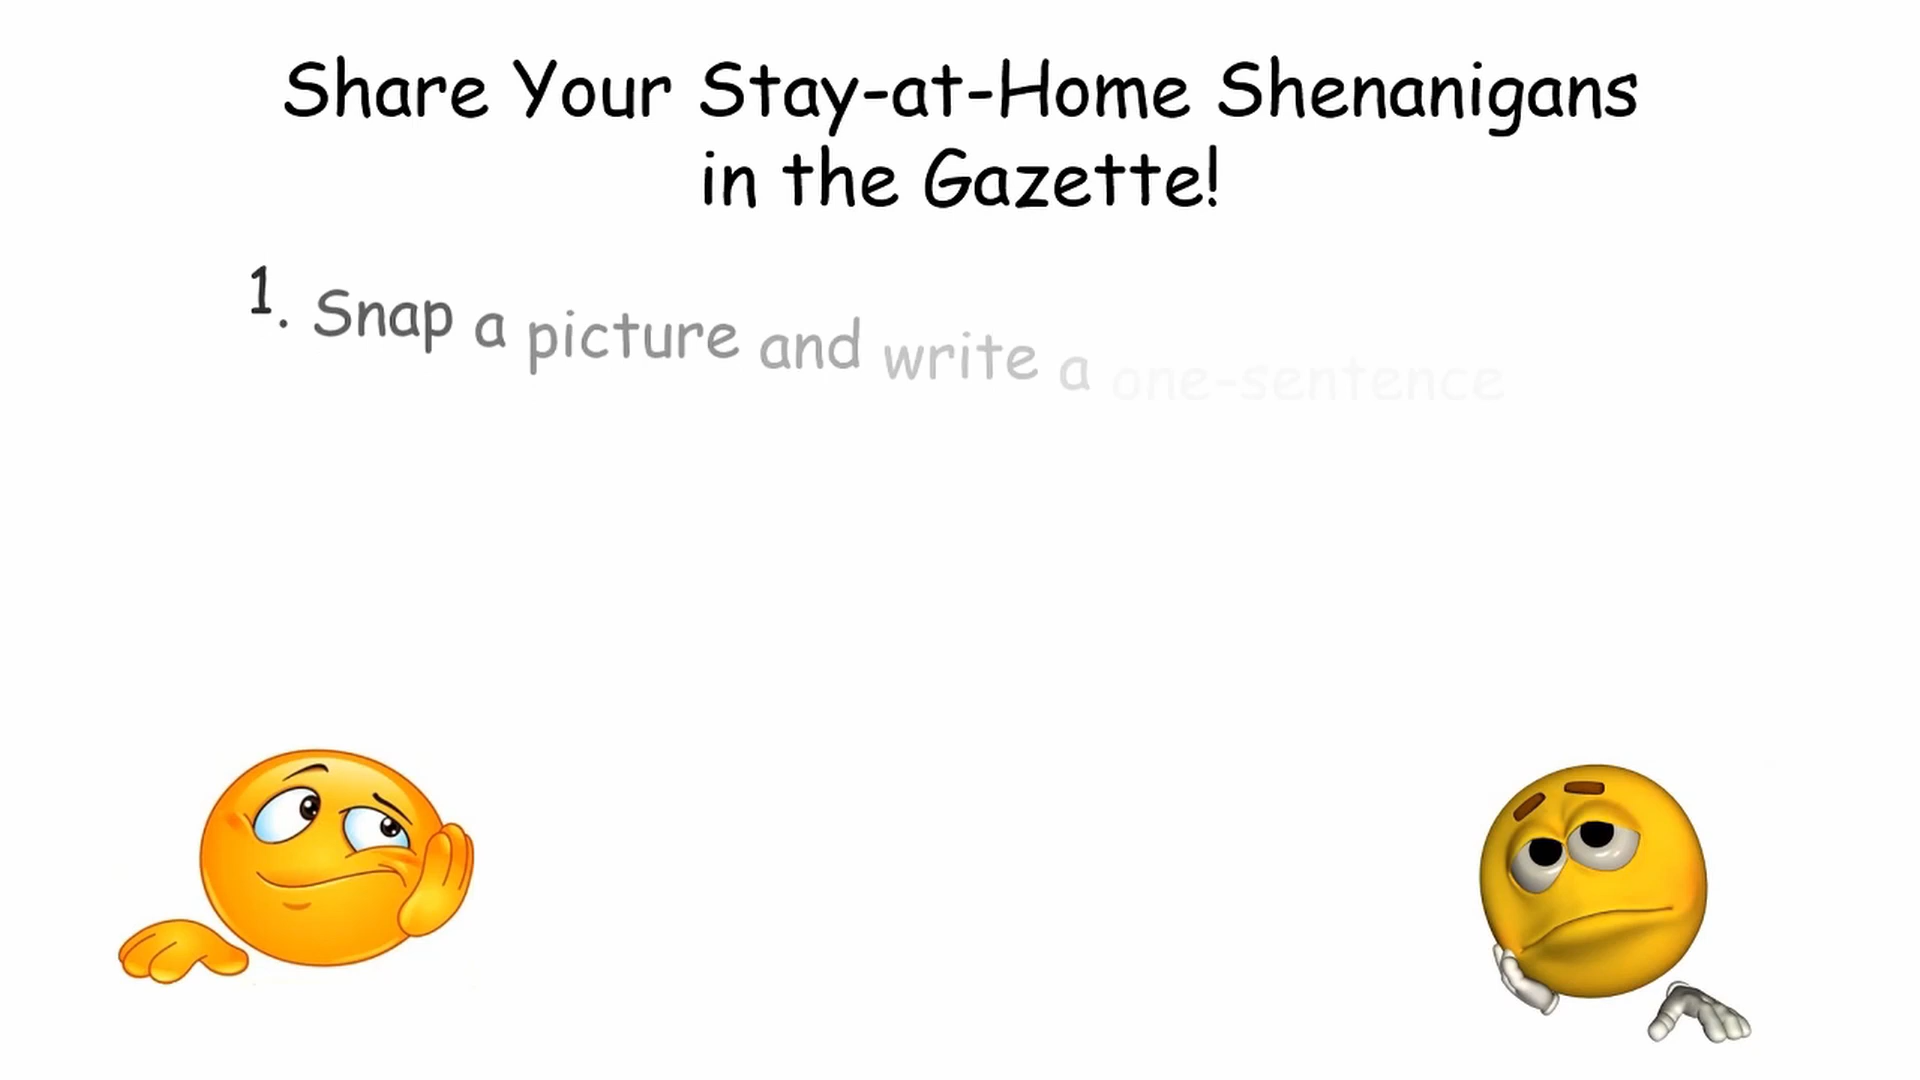 Share Your Stay-at-Home Shenanigans
in the Gazette!
1. Snap a picture and write a one-sentence